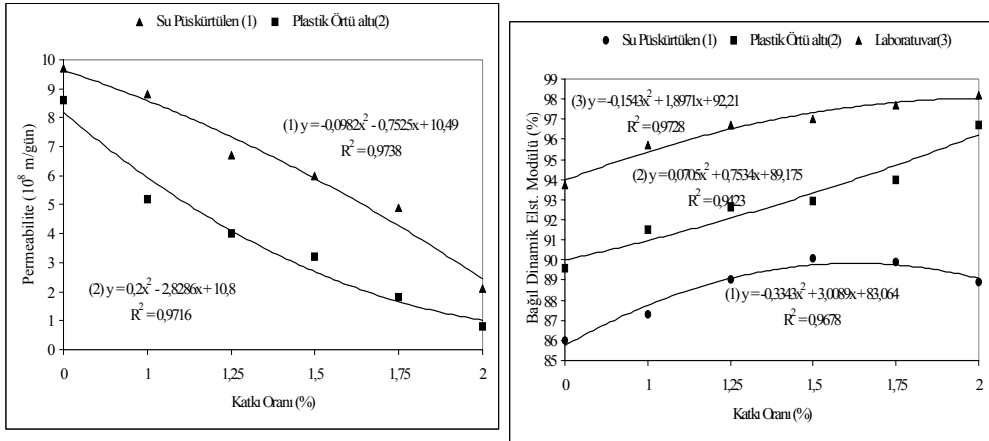 Su Püskürtülen (1) Plastik Örtü altı(2)
Permeabilite (10⁸ m/gün)
10
9
8
7
6
5
4
3
2
1
0
(1) y = -0,0982x² - 0,7525x + 10,49
R² = 0,9738
(2) y = 0,2x² - 2,8286x + 10,8
R² = 0,9716
0 1 1,25 1,5 1,75 2
Katkı Oranı (%)
Su Püskürtülen (1) Plastik Örtü altı(2) Laboratuvar(3)
Bağıl Dinamik Elst. Modülü (%)
99
98
97
96
95
94
93
92
91
90
89
88
87
86
85
(3) y = -0,1543x² + 1,8971x + 92,21
R² = 0,9728
(2) y = 0,0705x² + 0,7534x + 89,175
R² = 0,9423
(1) y = -0,3343x² + 3,0089x + 83,064
R² = 0,9678
0 1 1,25 1,5 1,75 2
Katkı Oranı (%)